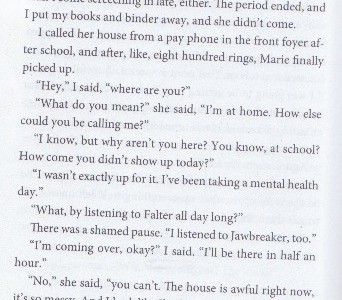 screeching in late, either. The period ended, and
I put my books and binder away, and she didn't come.
I called her house from a pay phone in the front foyer af-
ter school, and after, like, eight hundred rings, Marie finally
picked up.
"Hey," I said, "where are you?"
"What do you mean?" she said, "I'm at home. How else
could you be calling me?"
"I know, but why aren't you here? You know, at school?
How come you didn't show up today?"
"I wasn't exactly up for it. I've been taking a mental health
day."
"What, by listening to Falter all day long?"
There was a shamed pause. "I listened to Jawbreaker, too."
"I'm coming over, okay?" I said. "I'll be there in half an
hour."
"No," she said, "you can't. The house is awful right now,
it's so messy. And I